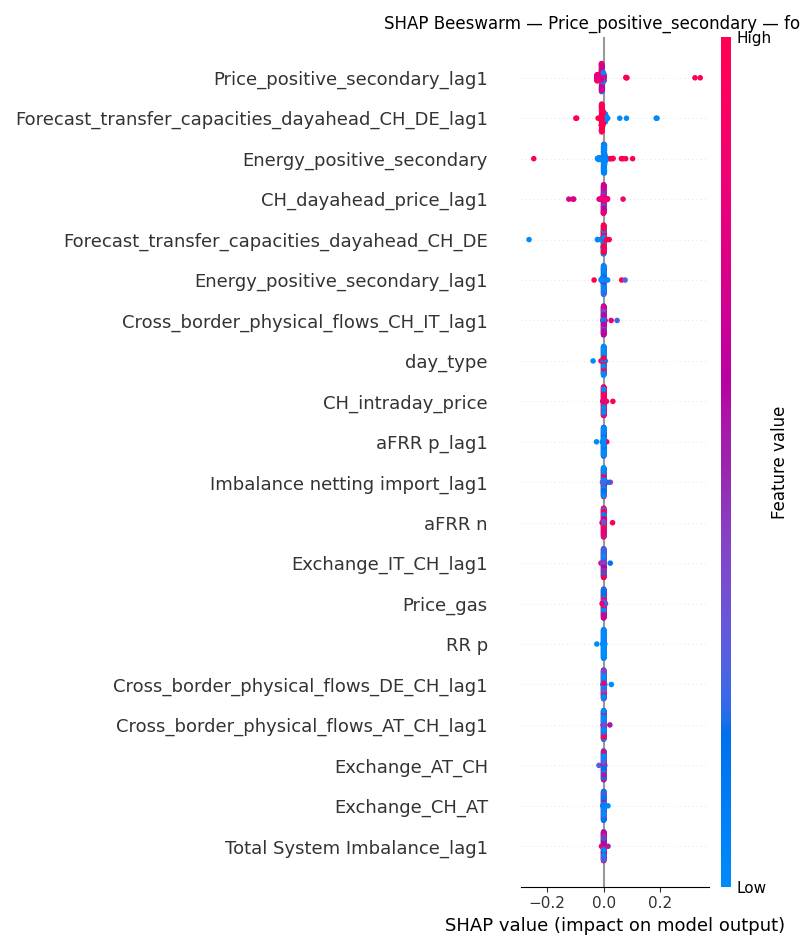 SHAP Beeswarm — Price_positive_secondary — fo
High
Price_positive_secondary_lag1
Forecast_transfer_capacities_dayahead_CH_DE_lag1
Energy_positive_secondary
CH_dayahead_price_lag1
Forecast_transfer_capacities_dayahead_CH_DE
Energy_positive_secondary_lag1
Cross_border_physical_flows_CH_IT_lag1
day_type
CH_intraday_price
aFRR p_lag1
Imbalance netting import_lag1
aFRR n
Exchange_IT_CH_lag1
Price_gas
RR p
Cross_border_physical_flows_DE_CH_lag1
Cross_border_physical_flows_AT_CH_lag1
Exchange_AT_CH
Exchange_CH_AT
Total System Imbalance_lag1
Feature value
Low
−0.2 0.0 0.2
SHAP value (impact on model output)